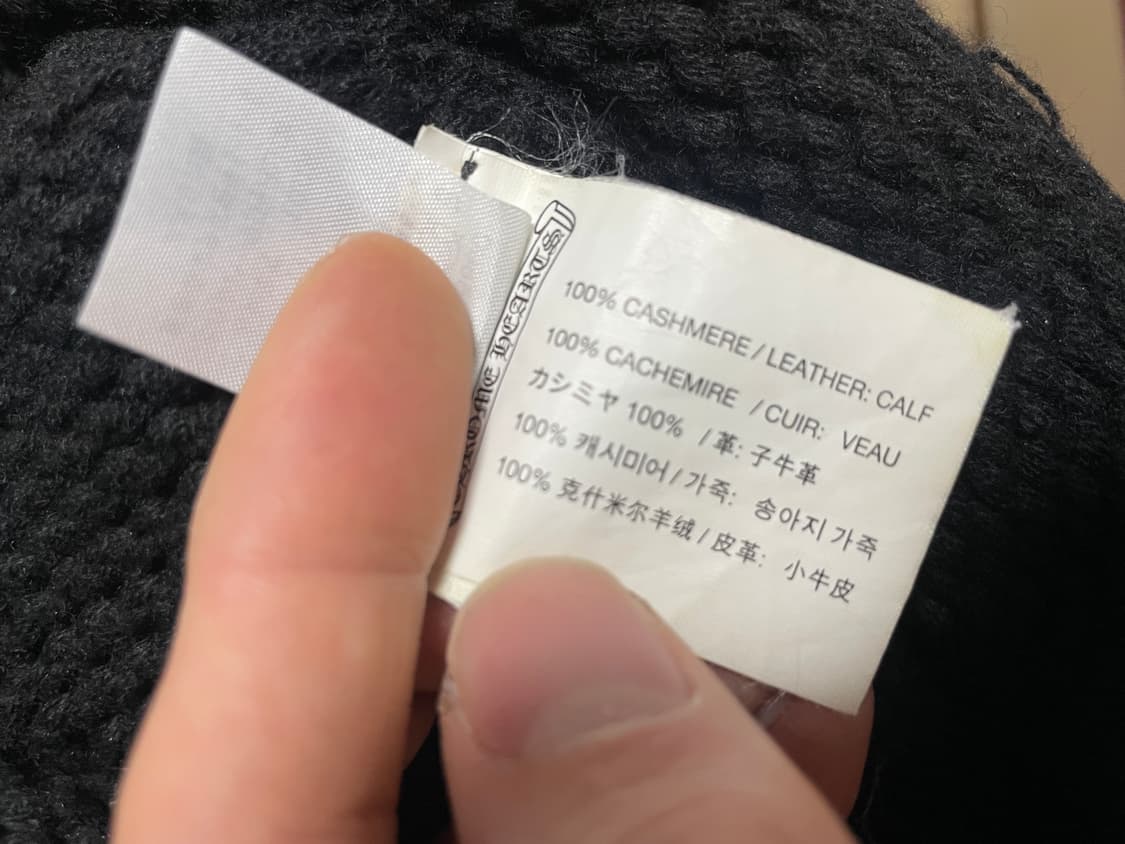 CHROME HEARTS
100% CASHMERE / LEATHER: CALF
100% CACHEMIRE / CUIR: VEAU
カシミヤ 100% / 革: 子牛革
100% 캐시미어 / 가죽: 송아지 가죽
100% 克什米尔羊绒 / 皮革: 小牛皮